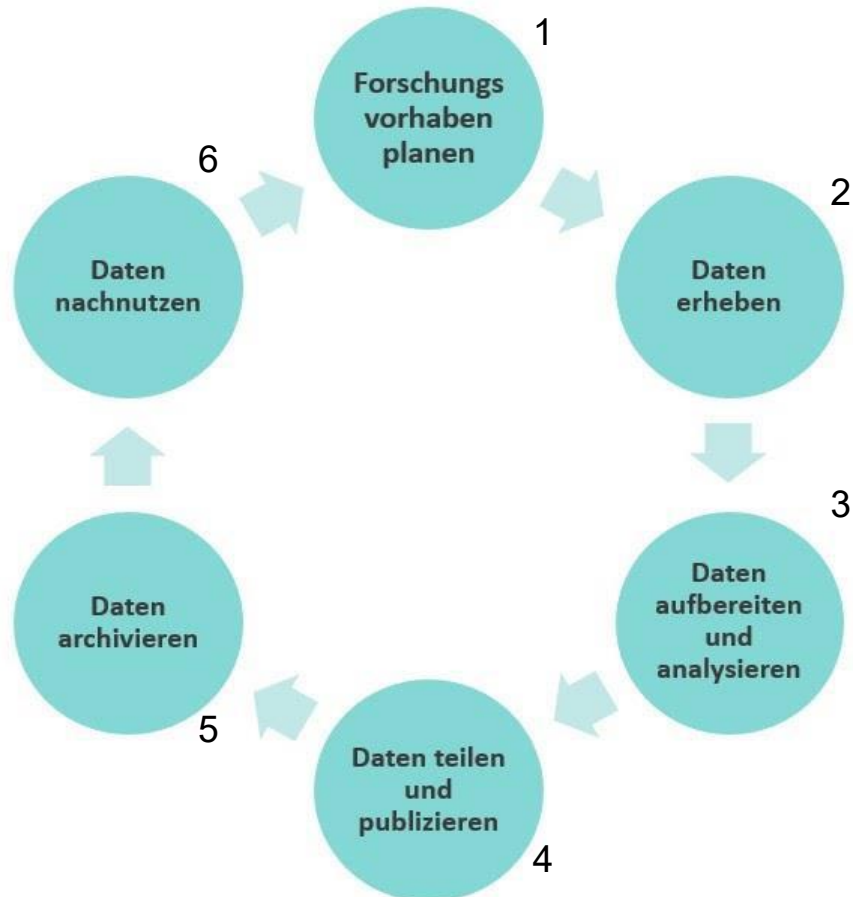 1
Forschungs
vorhaben
planen
2
Daten
erheben
3
Daten
aufbereiten
und
analysieren
4
Daten teilen
und
publizieren
5
Daten
archivieren
6
Daten
nachnutzen